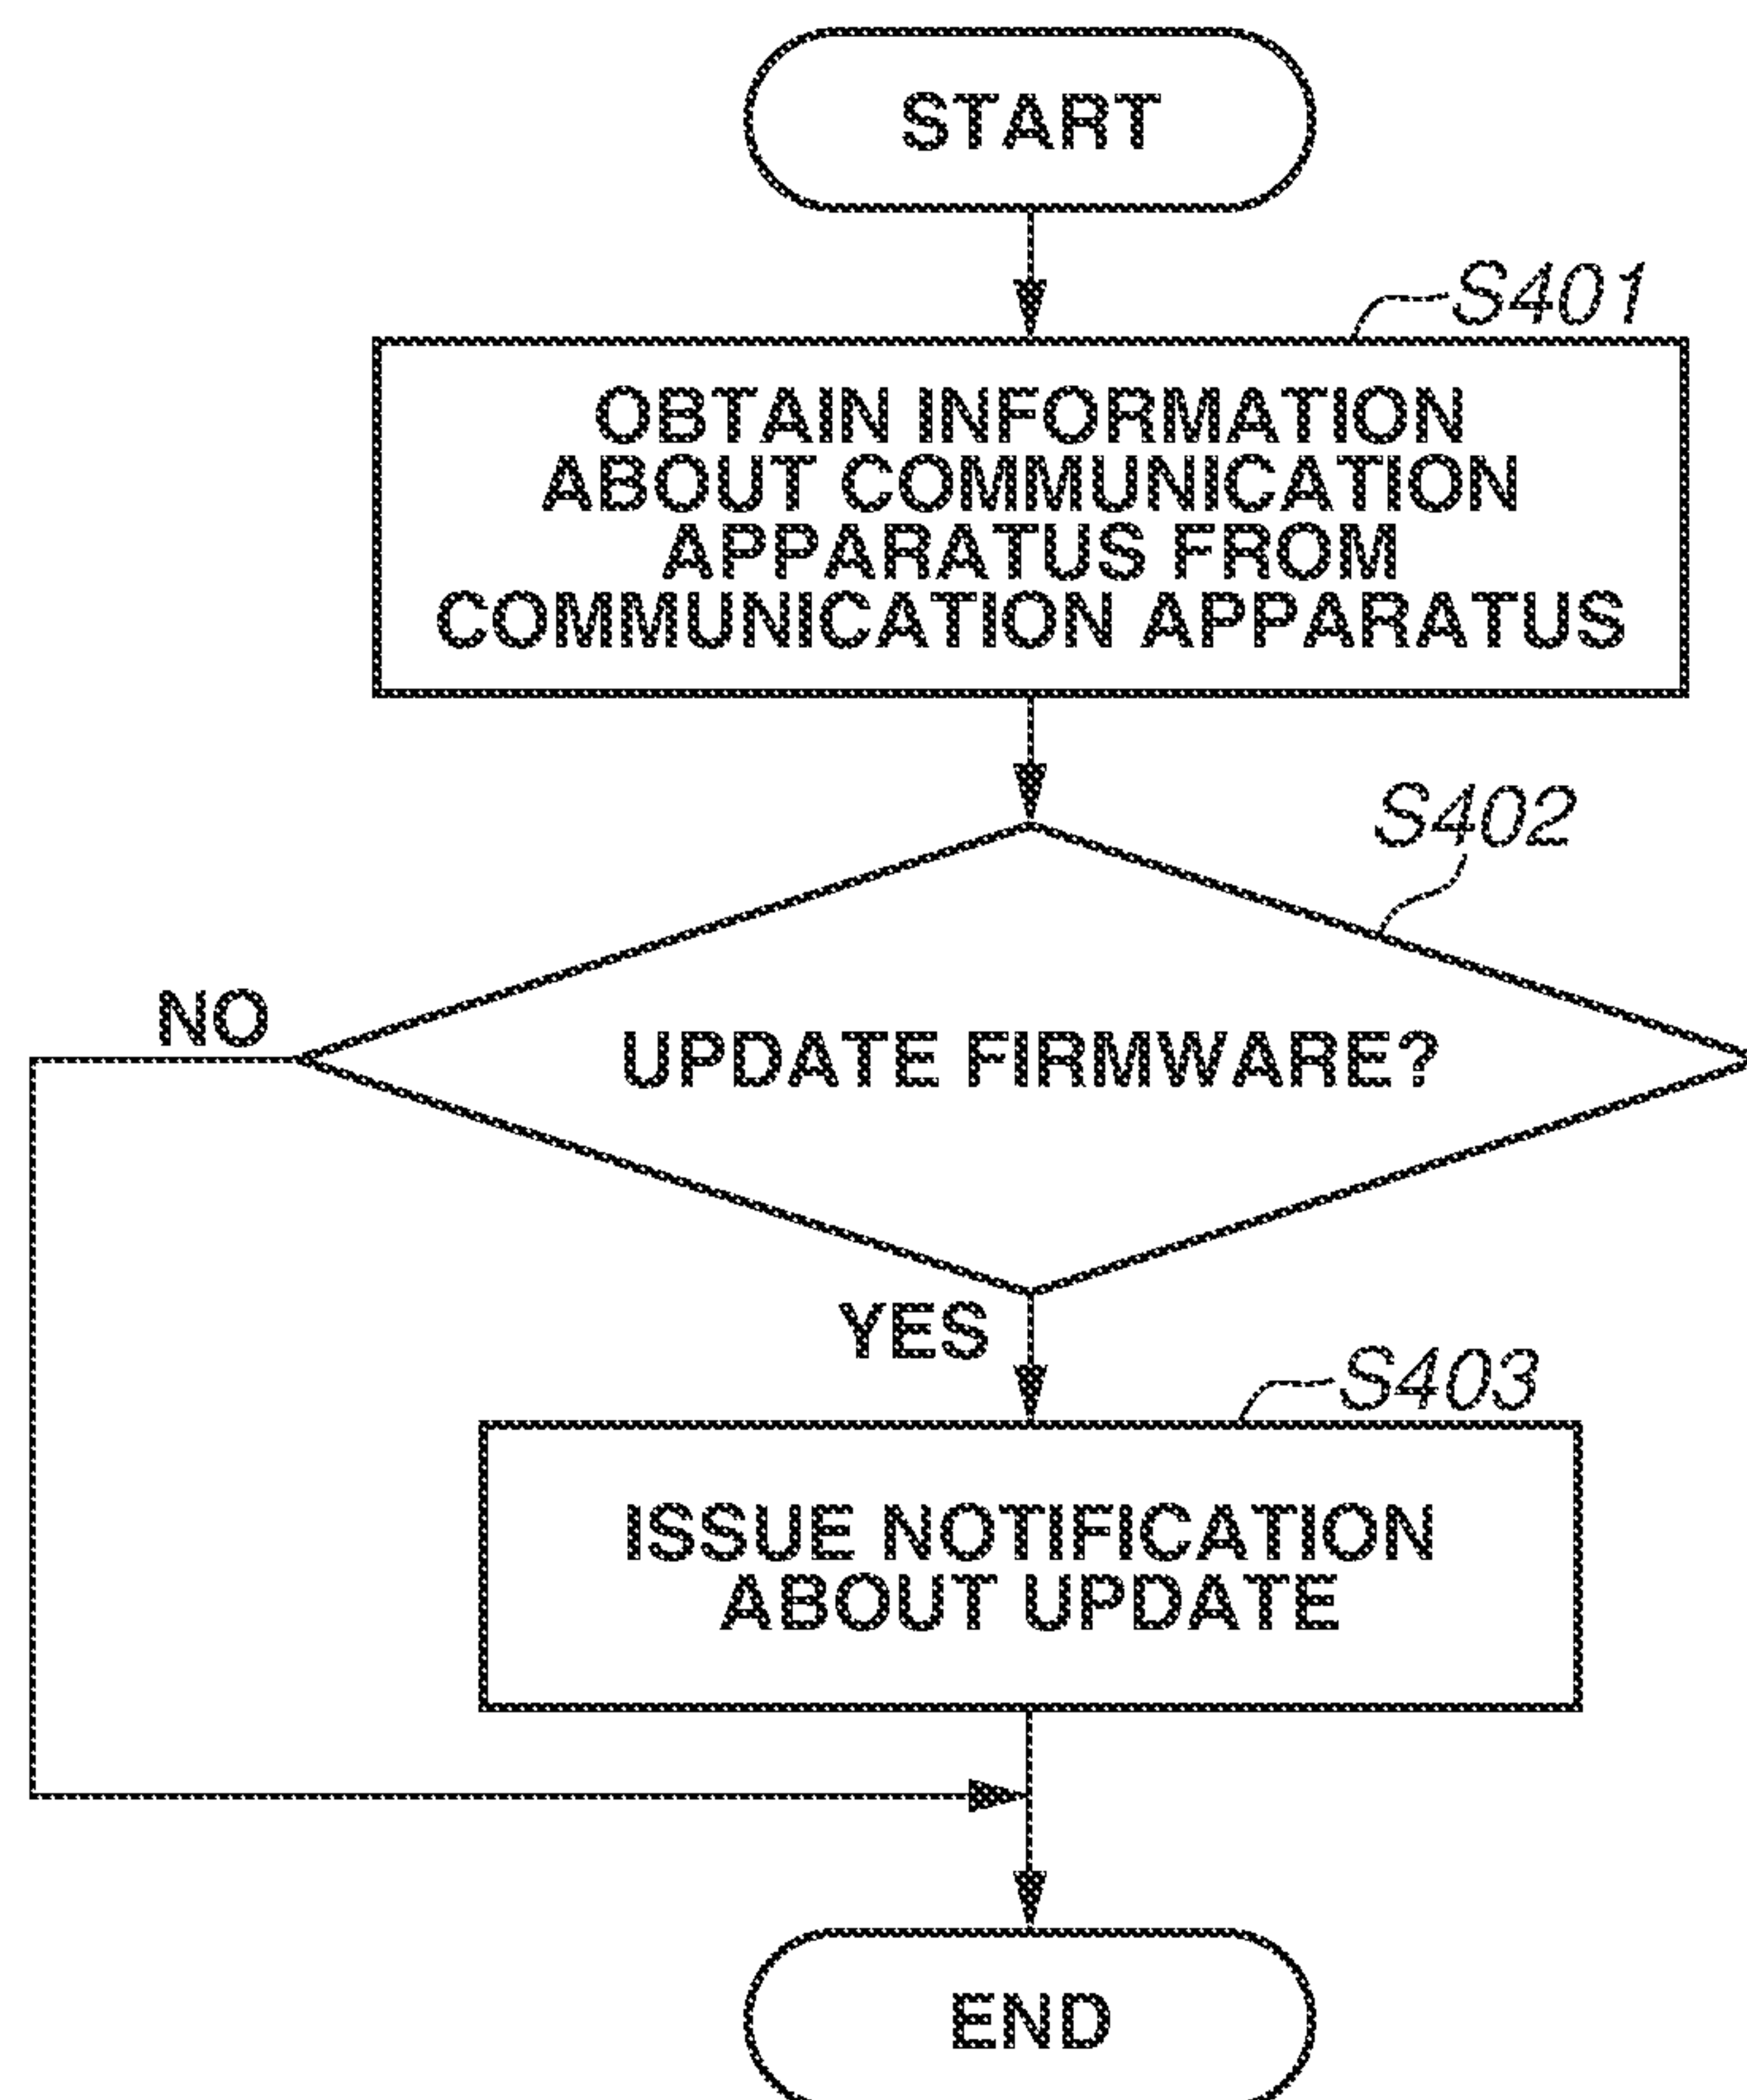 START
S401
OBTAIN INFORMATION
ABOUT COMMUNICATION
APPARATUS FROM
COMMUNICATION APPARATUS
S402
NO
UPDATE FIRMWARE?
YES
S403
ISSUE NOTIFICATION
ABOUT UPDATE
END